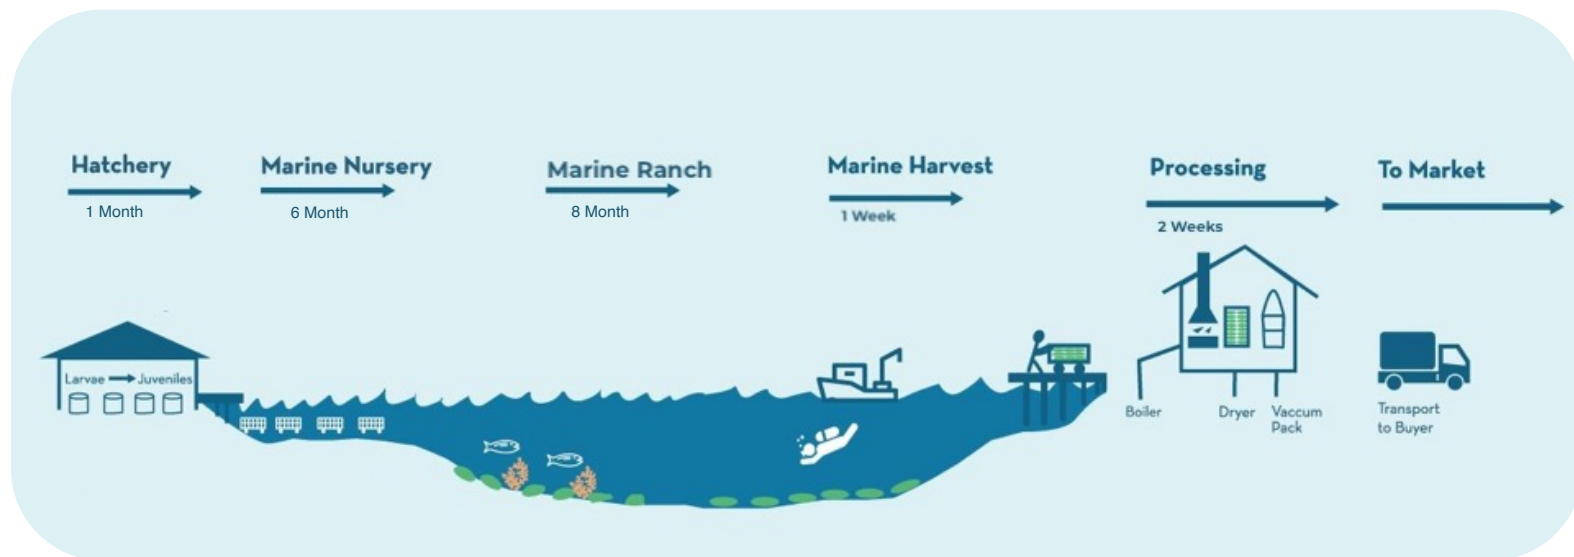 Hatchery
1 Month
Marine Nursery
6 Month
Marine Ranch
8 Month
Marine Harvest
1 Week
Processing
2 Weeks
To Market
Larvae
Juveniles
Boiler
Dryer
Vaccum
Pack
Transport
to Buyer